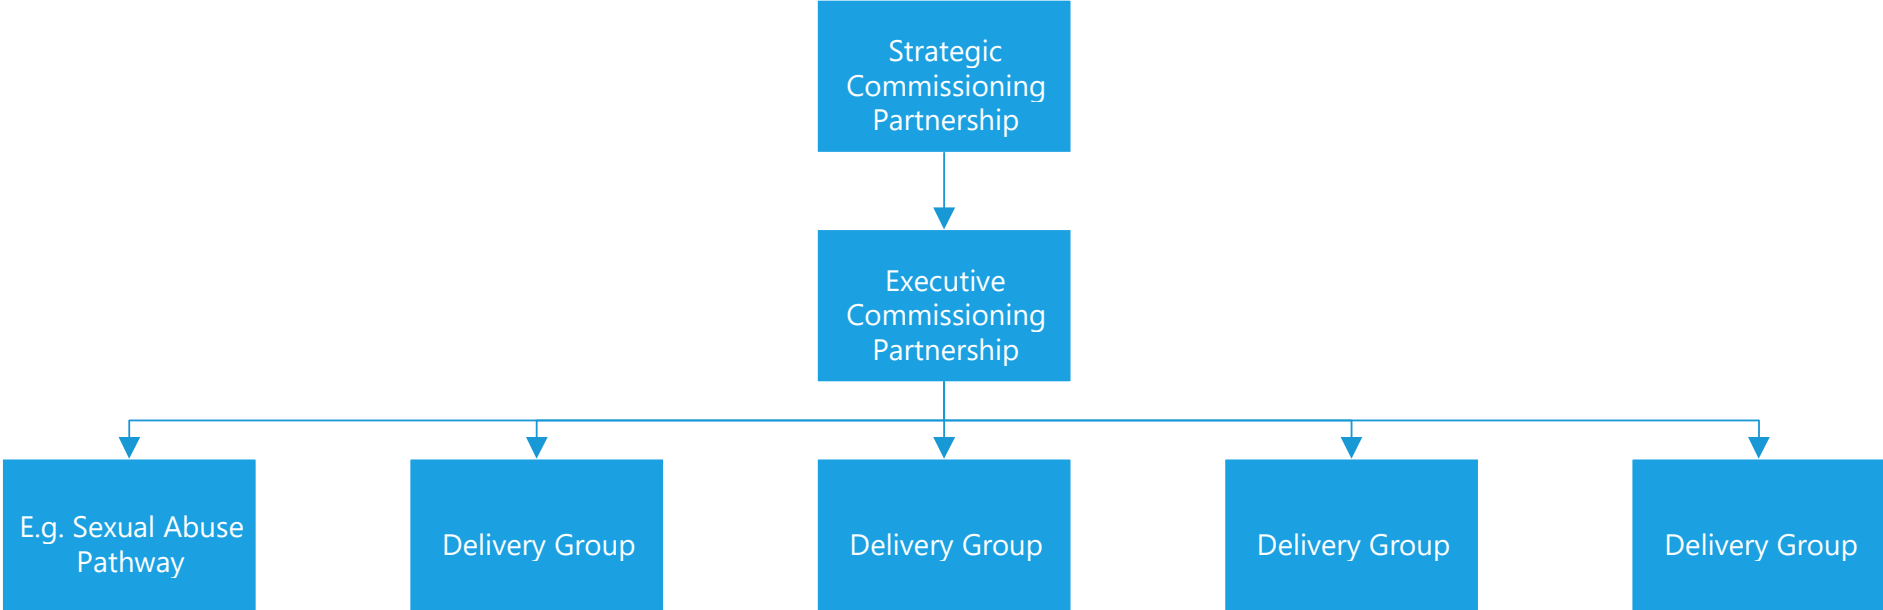 Strategic
Commissioning
Partnership
Executive
Commissioning
Partnership
E.g. Sexual Abuse
Pathway
Delivery Group
Delivery Group
Delivery Group
Delivery Group